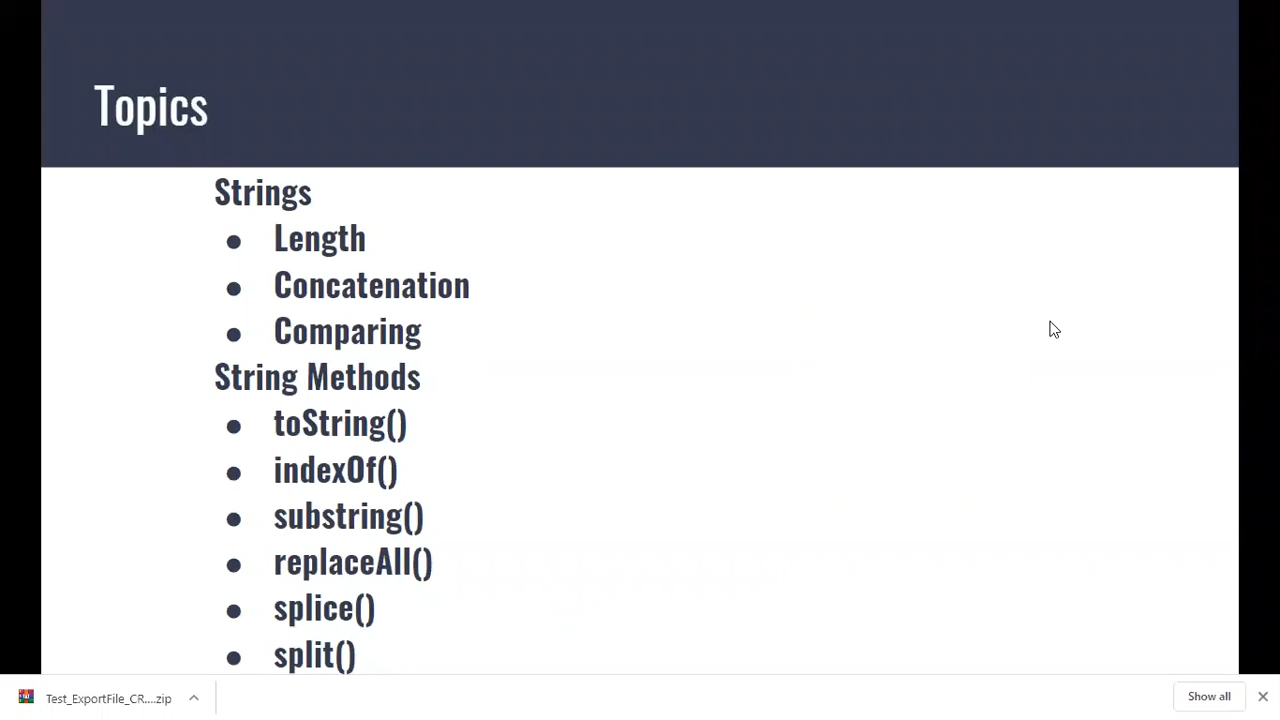 Topics
Strings
● Length
● Concatenation
● Comparing
String Methods
● toString()
● indexOf()
● substring()
● replaceAll()
● splice()
● split()
Test_ExportFile_CR....zip
Show all